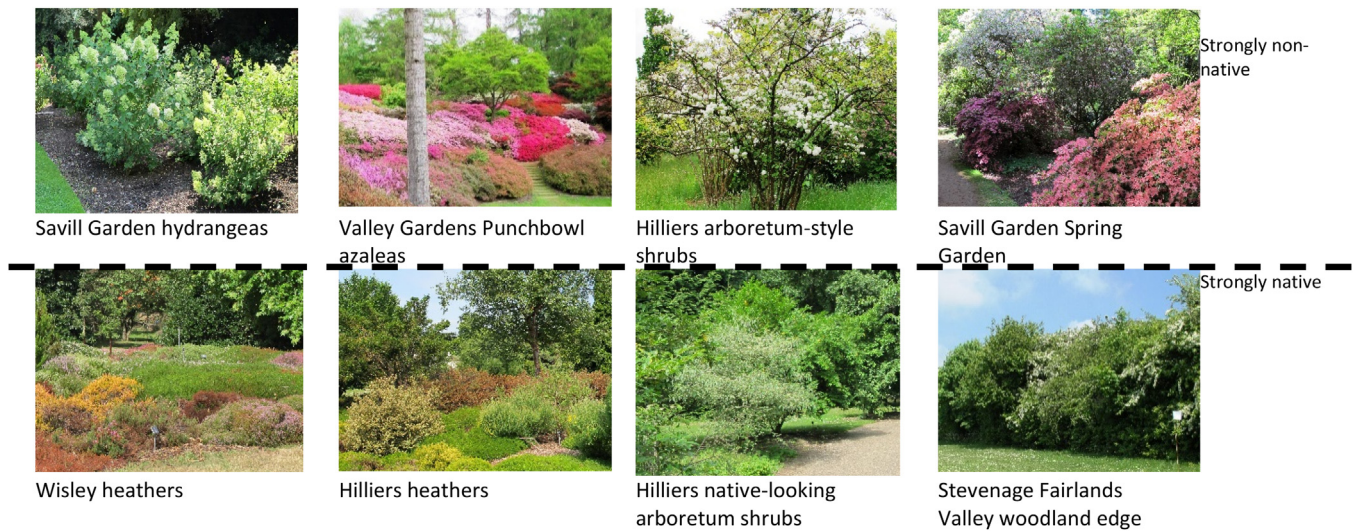 Strongly non-
native
Savill Garden hydrangeas
Valley Gardens Punchbowl
azaleas
Hilliers arboretum-style
shrubs
Savill Garden Spring
Garden
Strongly native
Wisley heathers
Hilliers heathers
Hilliers native-looking
arboretum shrubs
Stevenage Fairlands
Valley woodland edge